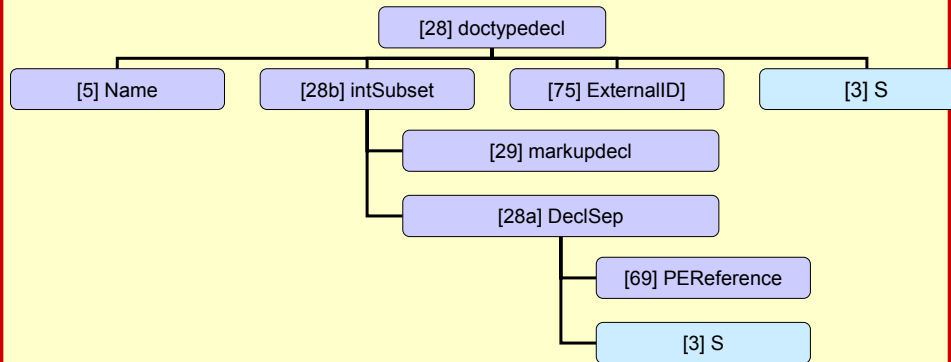 [28] doctypedecl
[5] Name
[28b] intSubset
[75] ExternalID]
[3] S
[29] markupdecl
[28a] DeclSep
[69] PEReference
[3] S